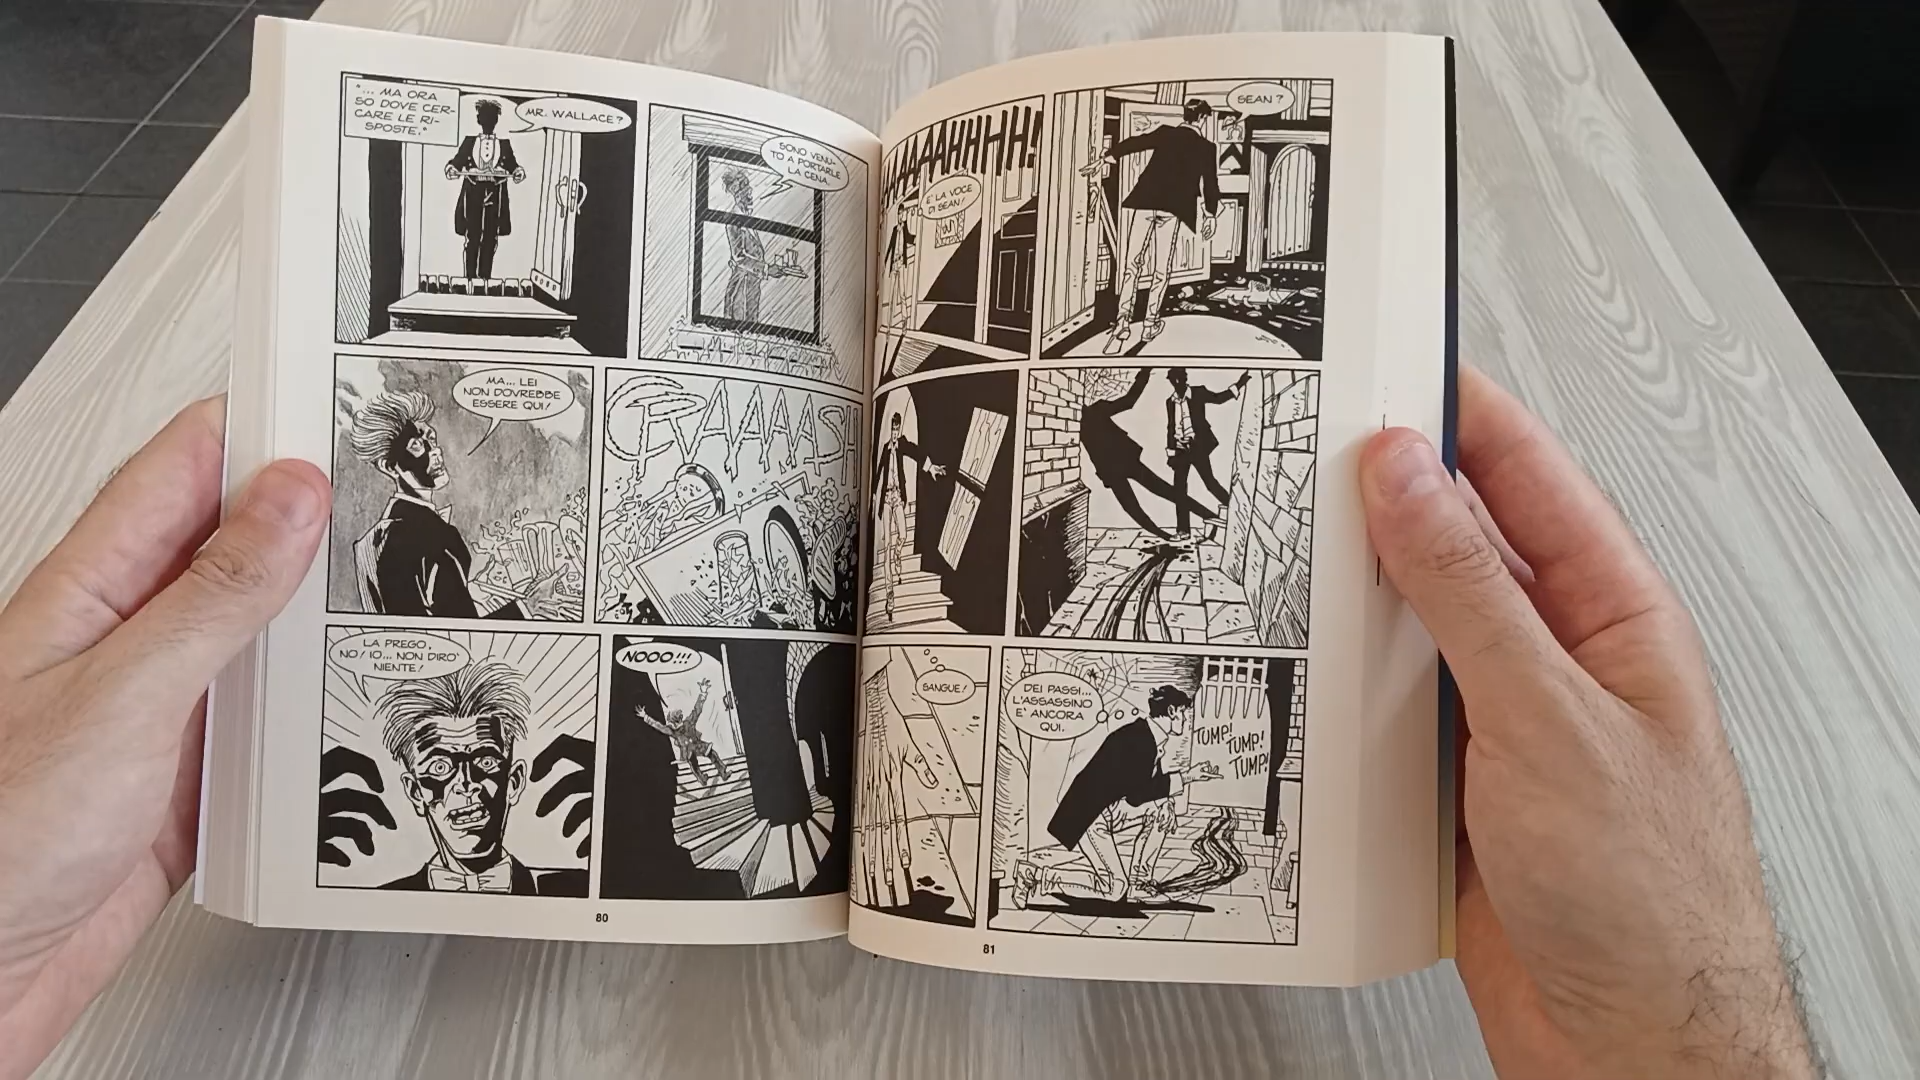 "... MA ORA
SO DOVE CER-
CARE LE RI-
SPOSTE."
MR. WALLACE?
SONO VENU-
TO A PORTARLE
LA CENA.
MA... LEI
NON DOVREBBE
ESSERE QUI!
CRAAAASH
LA PREGO,
NO! IO... NON DIRO'
NIENTE!
NOOO!!!
80
AAAAAHHHH!
E' LA VOCE
DI SEAN!
SEAN?
SANGUE!
DEI PASSI...
L'ASSASSINO
E' ANCORA
QUI.
TUMP!
TUMP!
TUMP!
81